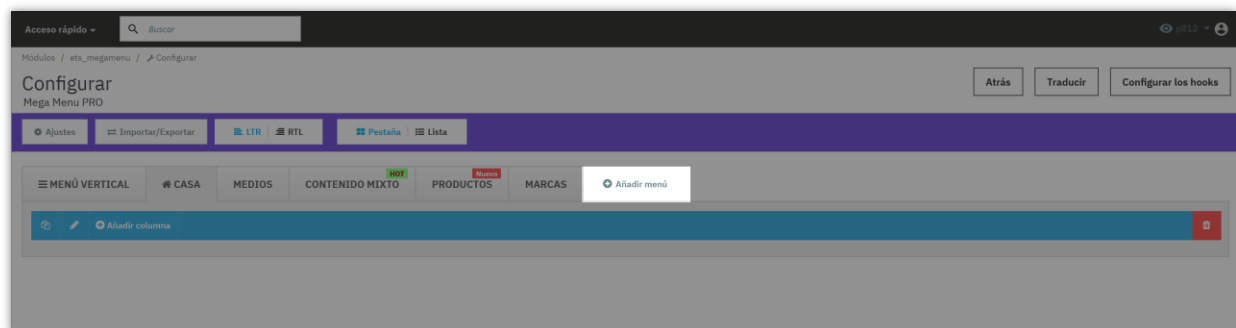 Acceso rápido
Buscar
p812
Módulos / ets_megamenu / Configurar
Configurar
Mega Menu PRO
Atrás
Traducir
Configurar los hooks
Ajustes
Importar/Exportar
LTR
RTL
Pestaña
Lista
MENÚ VERTICAL
CASA
MEDIOS
HOT
CONTENIDO MIXTO
Nuevo
PRODUCTOS
MARCAS
Añadir menú
Añadir columna